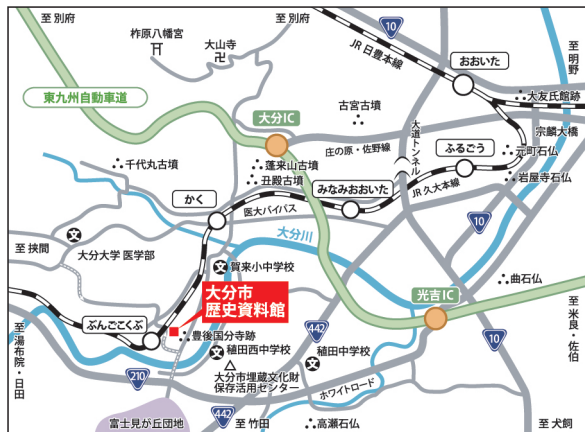 至 別府
至 別府
10
至 明野
柞原八幡宮
大山寺
JR 日豊本線
おおいた
大友氏館跡
東九州自動車道
大分IC
古宮古墳
大道トンネル
宗麟大橋
庄の原・佐野線
ふるごう
元町石仏
千代丸古墳
蓬来山古墳
丑殿古墳
みなみおおいた
JR 久大本線
岩屋寺石仏
かく
医大バイパス
10
至 挾間
文
大分大学 医学部
大分川
文
賀来小中学校
曲石仏
大分市
歴史資料館
光吉IC
至 米良・佐伯
ぶんごこくぶ
豊後国分寺跡
442
10
至 湯布院・日田
文
稙田西中学校
文
稙田中学校
210
大分市埋蔵文化財
保存活用センター
ホワイトロード
442
富士見が丘団地
至 竹田
高瀬石仏
至 犬飼